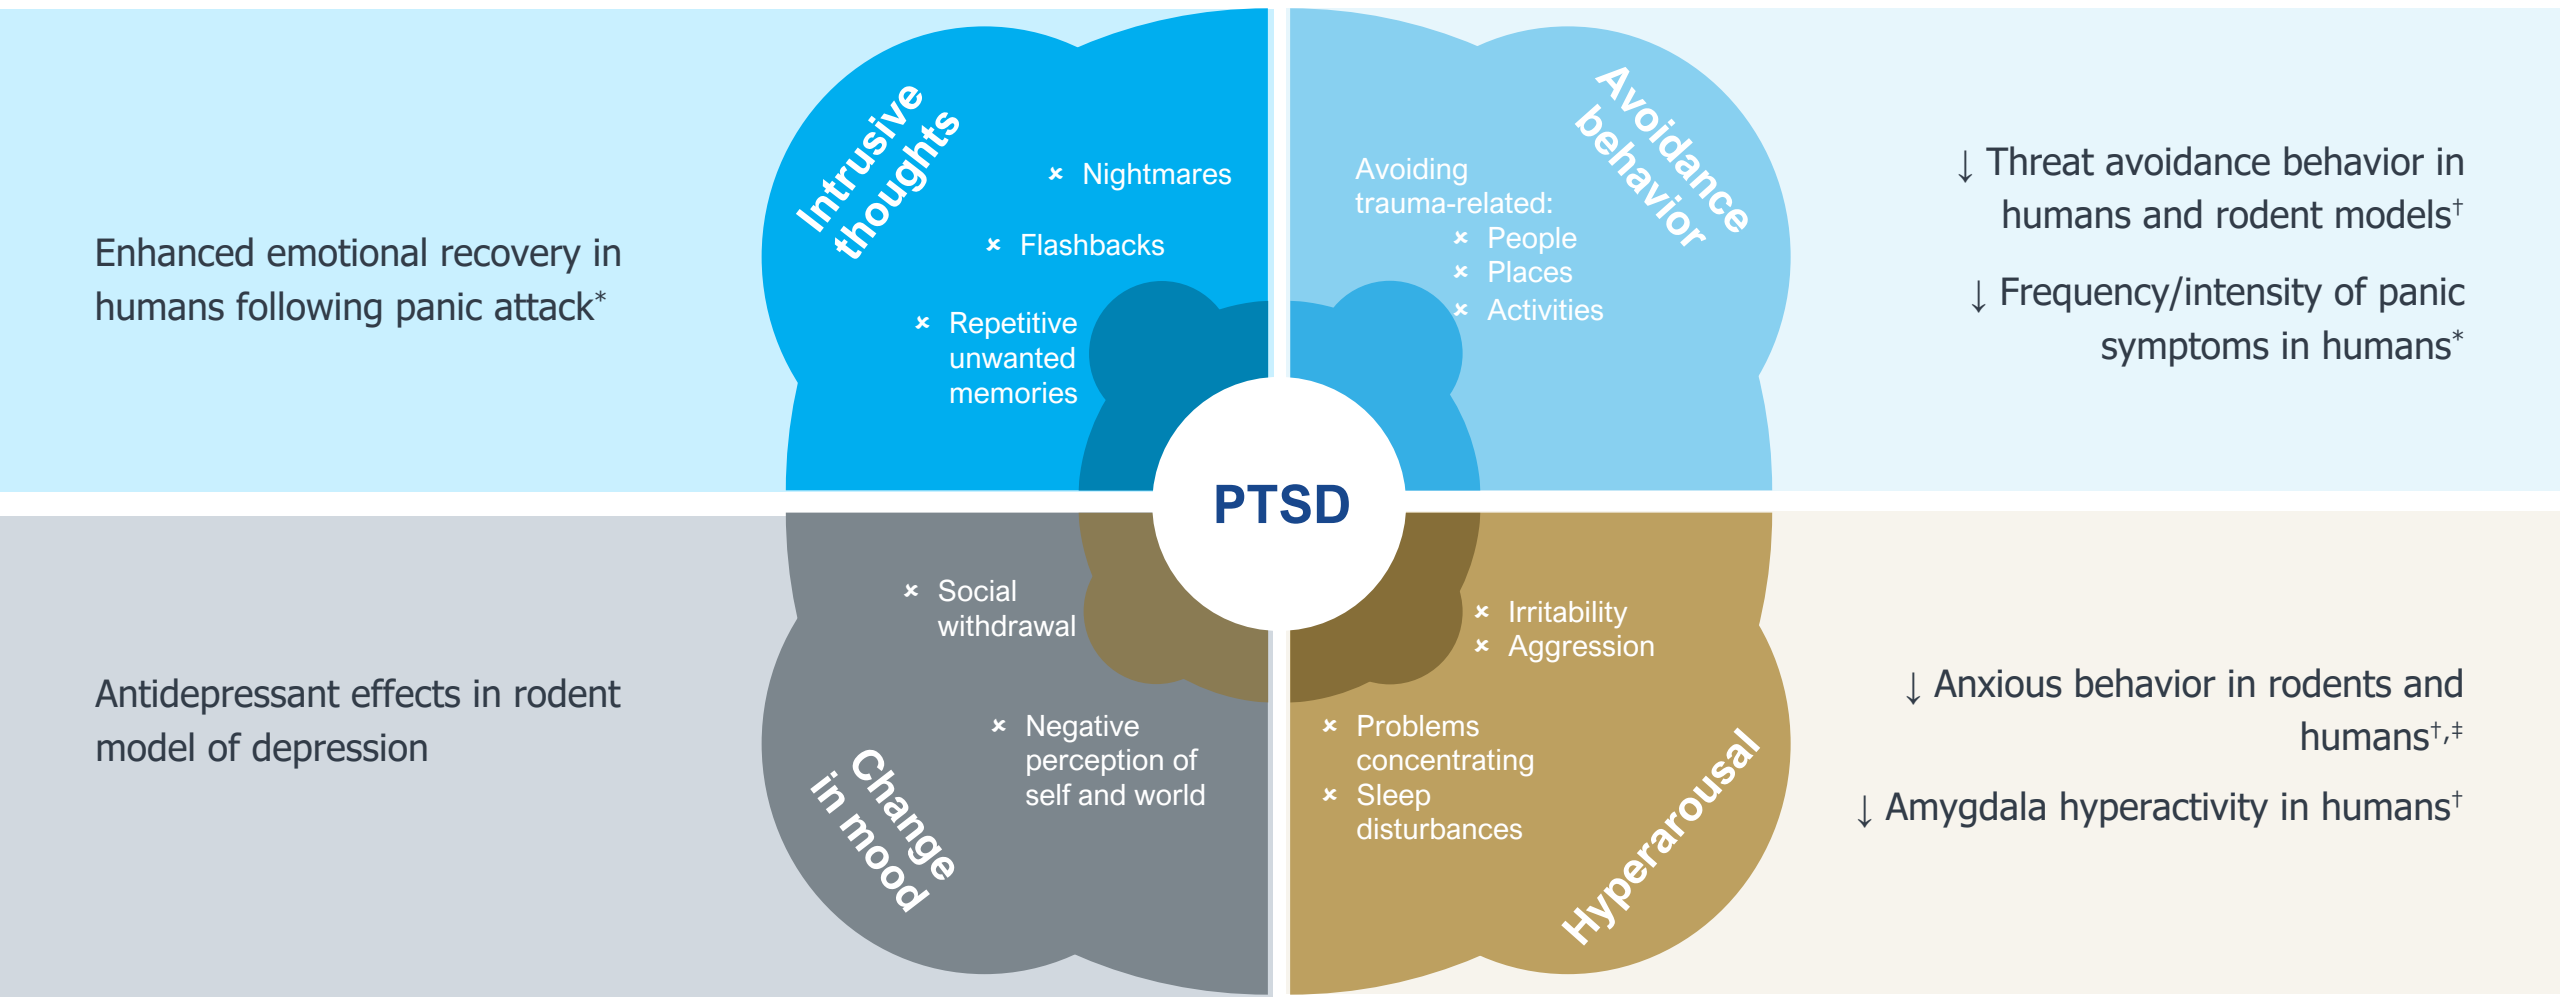 Enhanced emotional recovery in
humans following panic attack*
Intrusive
thoughts
× Nightmares
× Flashbacks
× Repetitive
unwanted
memories
Avoidance
behavior
Avoiding
trauma-related:
× People
× Places
× Activities
↓ Threat avoidance behavior in
humans and rodent models†
↓ Frequency/intensity of panic
symptoms in humans*
PTSD
Antidepressant effects in rodent
model of depression
Change
in mood
× Social
withdrawal
× Negative
perception of
self and world
× Irritability
× Aggression
× Problems
concentrating
× Sleep
disturbances
Hyperarousal
↓ Anxious behavior in rodents and
humans†,‡
↓ Amygdala hyperactivity in humans†